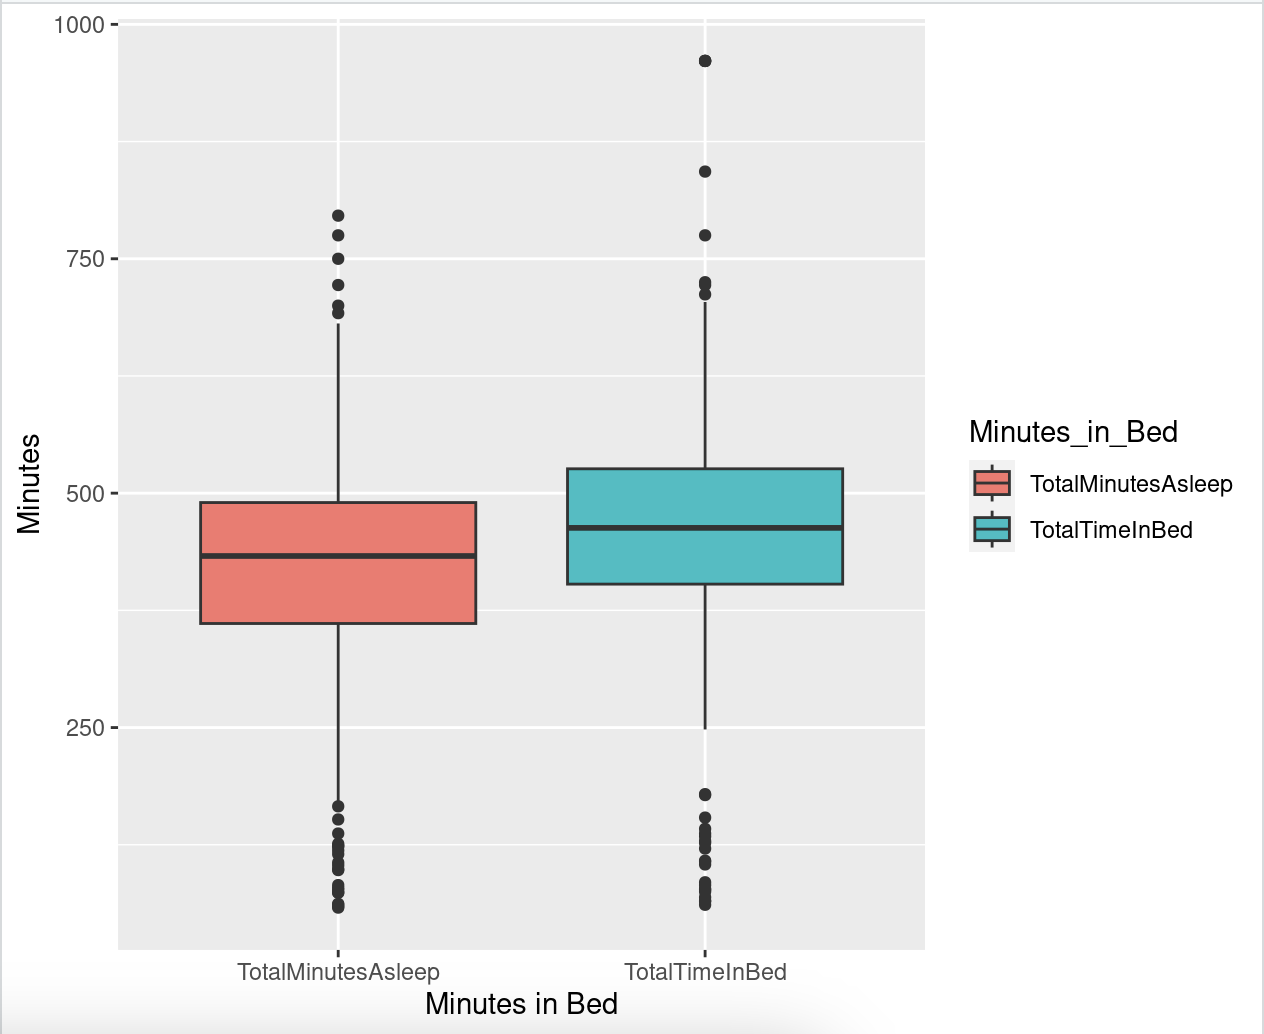 1000
750
500
250
Minutes
TotalMinutesAsleep
TotalTimeInBed
Minutes in Bed
Minutes_in_Bed
TotalMinutesAsleep
TotalTimeInBed